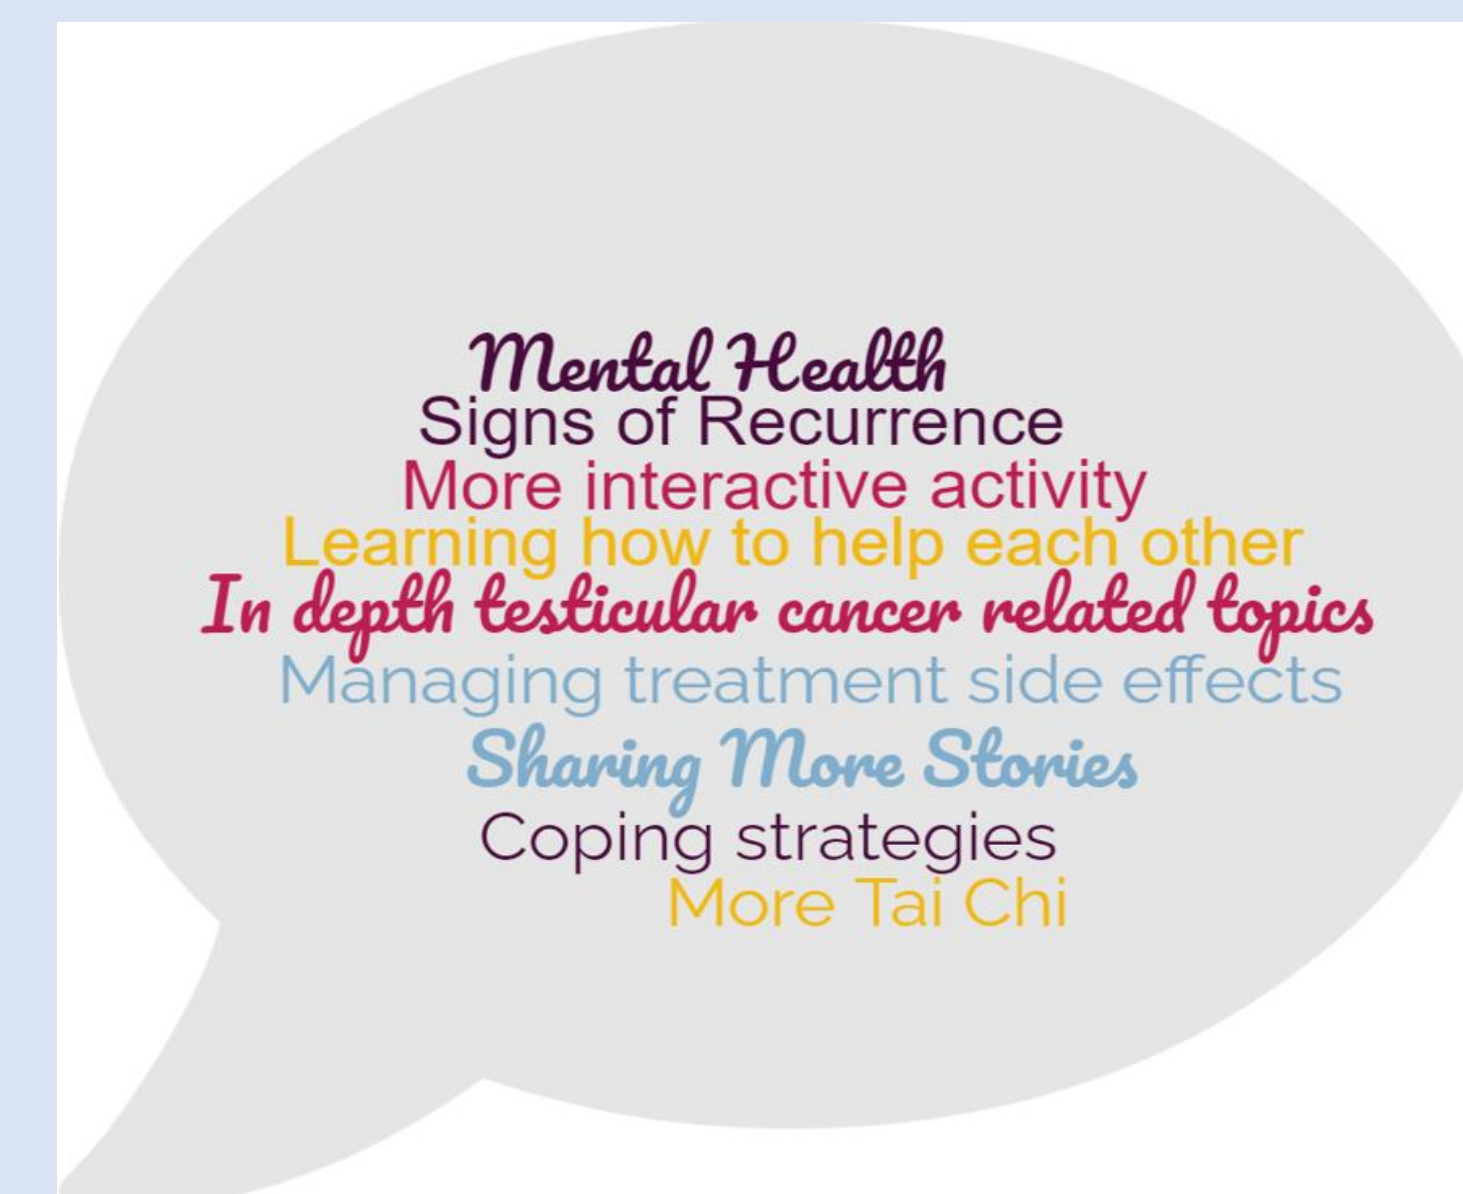 Mental Health
Signs of Recurrence
More interactive activity
Learning how to help each other
In depth testicular cancer related topics
Managing treatment side effects
Sharing More Stories
Coping strategies
More Tai Chi